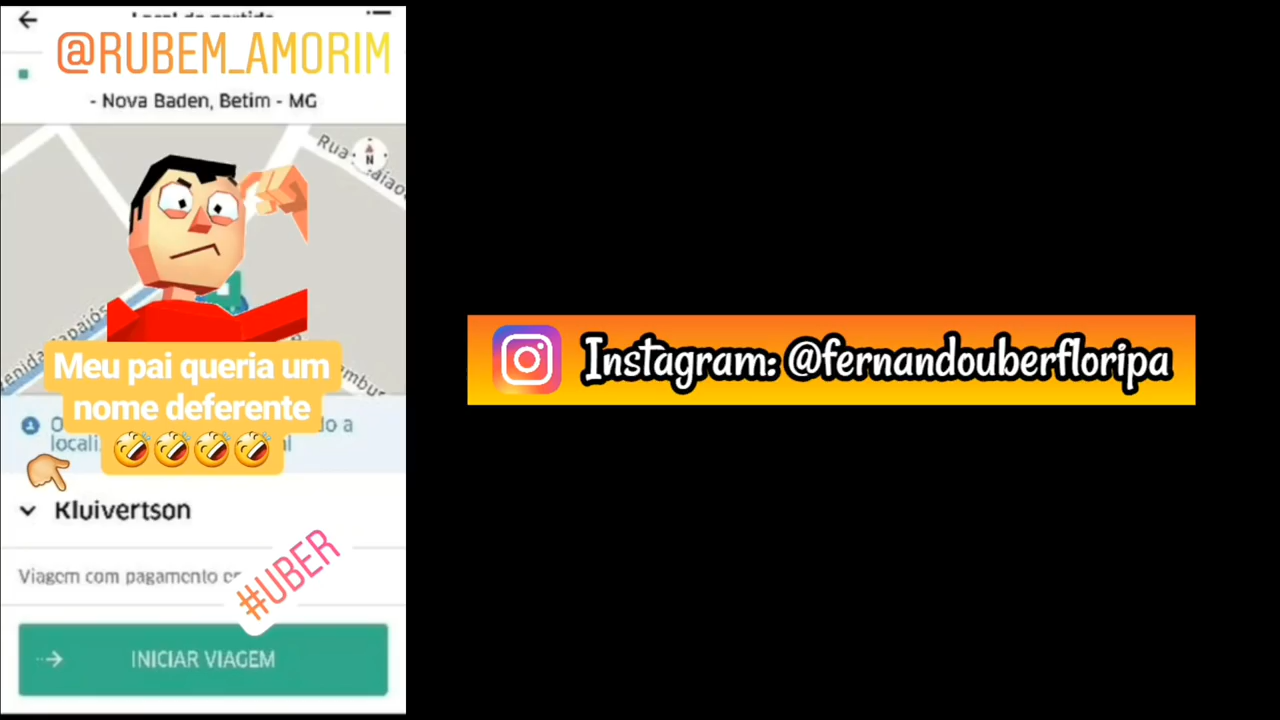 @RUBEM_AMORIM
- Nova Baden, Betim - MG
Rua
Meu pai queria um
nome deferente
Kluivertson
Viagem com pagamento
#UBER
INICIAR VIAGEM
Instagram: @fernandouberfloripa